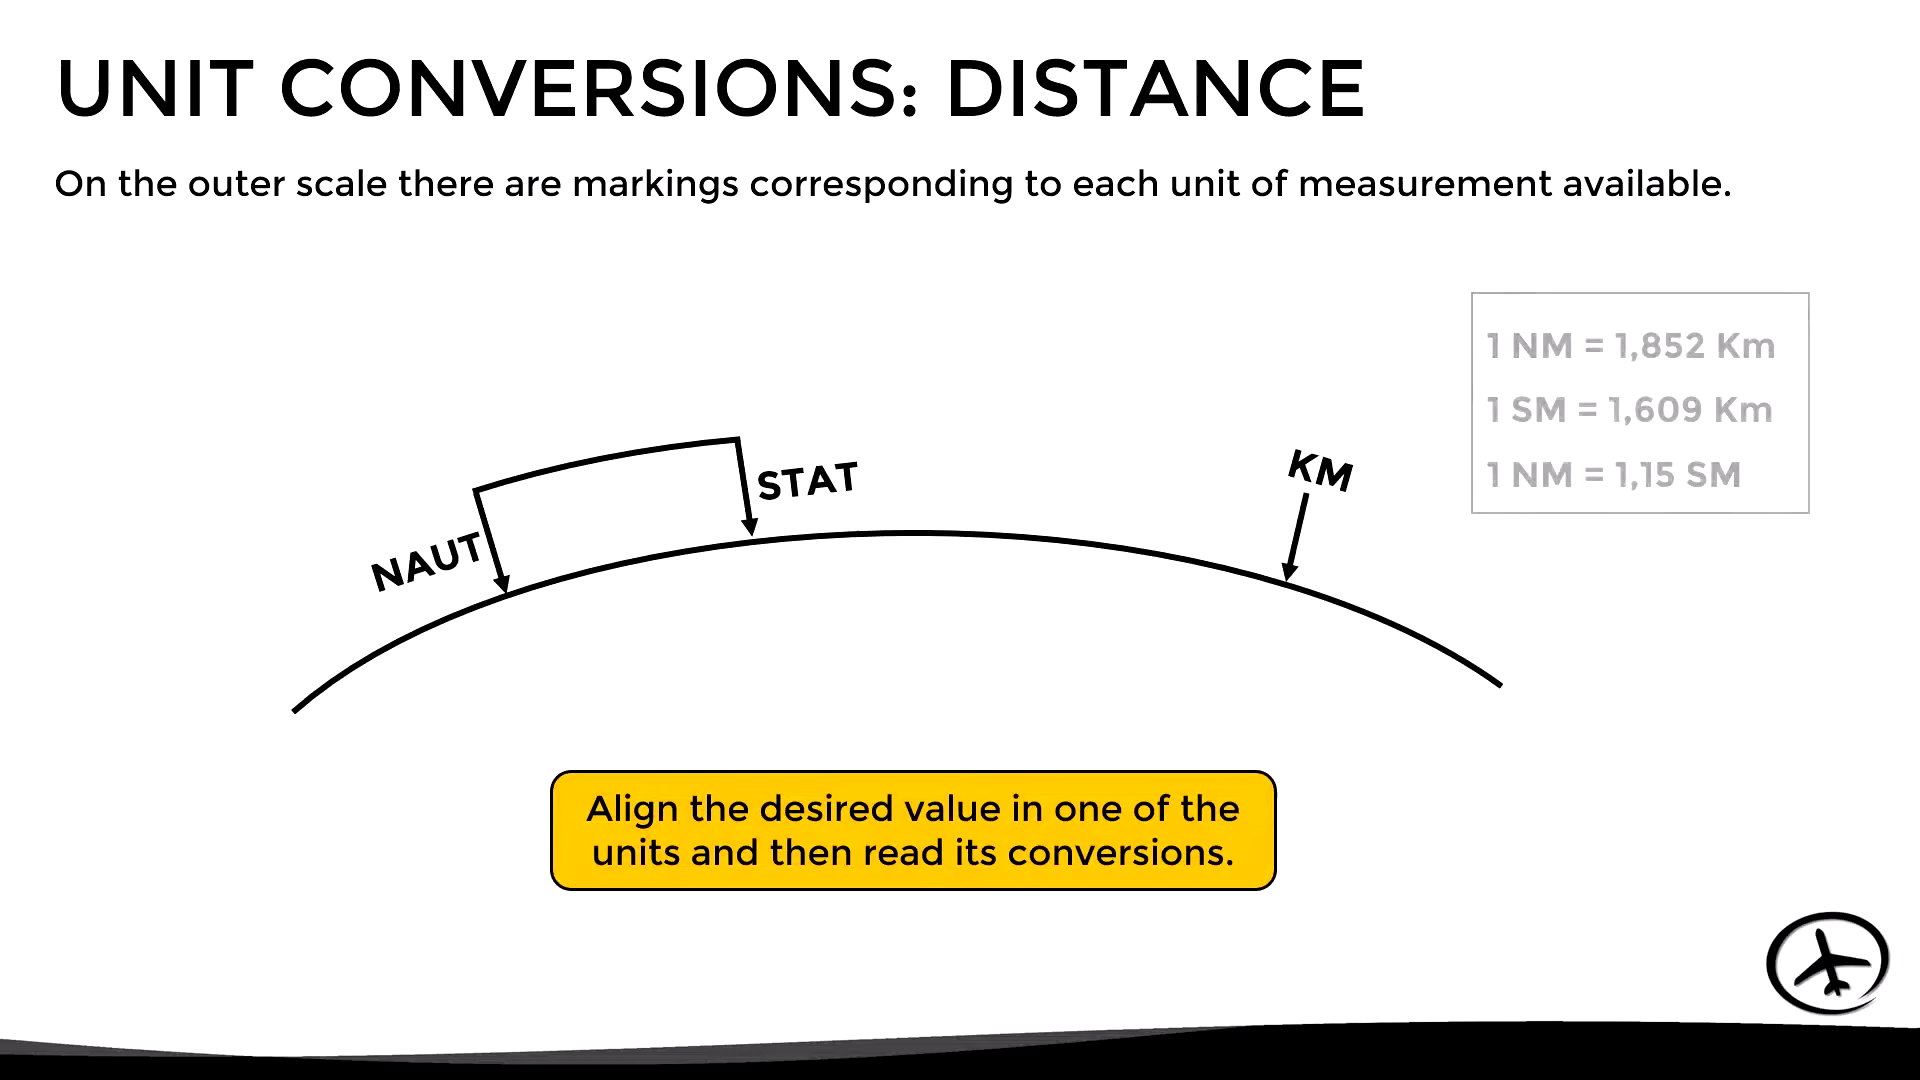 UNIT CONVERSIONS: DISTANCE
On the outer scale there are markings corresponding to each unit of measurement available.
1 NM = 1,852 Km
1 SM = 1,609 Km
1 NM = 1,15 SM
NAUT
STAT
KM
Align the desired value in one of the
units and then read its conversions.